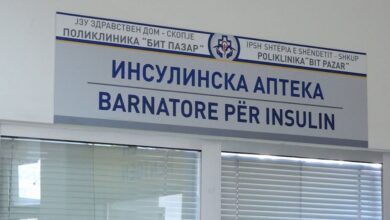 ЈЗУ ЗДРАВСТВЕН ДОМ - СКОПЈЕ
ПОЛИКЛИНИКА "БИТ ПАЗАР"
IPSH SHTËPIA E SHËNDETIT - SHKUP
POLIKLINIKA "BIT PAZAR"
ИНСУЛИНСКА АПТЕКА
BARNATORE PËR INSULIN